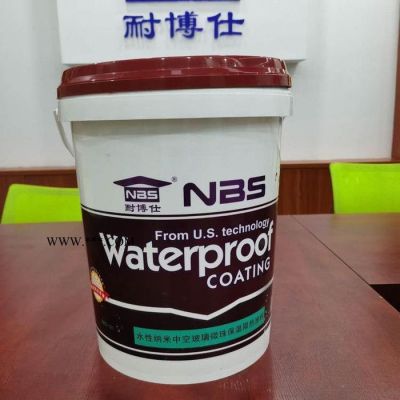 耐博仕
NBS®
耐博仕
NBS
From U.S. technology
Waterproof
COATING
水性纳米中空玻璃微珠保温隔热涂料